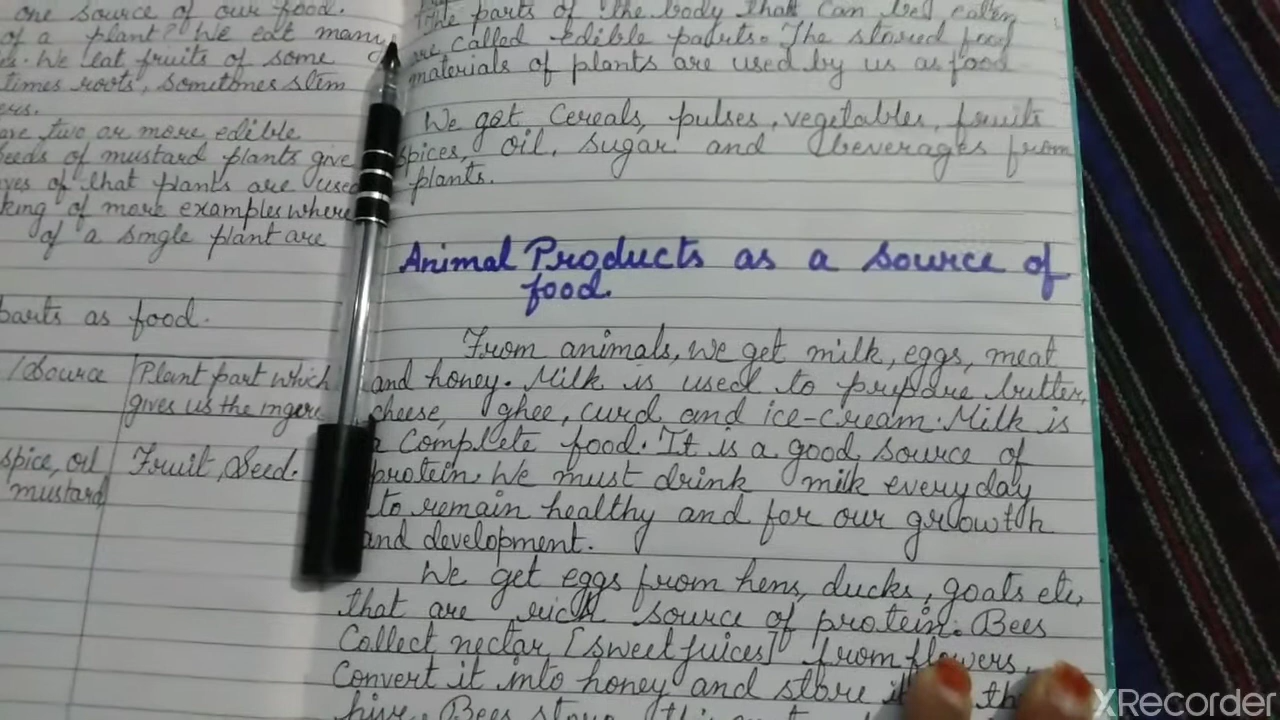 one source of our food.
of a plant? We eat many
We eat fruits of some
times roots, sometimes stem
ers.
are two or more edible
seeds of mustard plants give
ves of that plants are used
king of more examples where
of a single plant are
parts as food.
/Source Plant part which
gives us the ingre
spice, oil Fruit, Seed.
mustard
The parts of the body that can be eaten
are called edible parts. The stored food
materials of plants are used by us as food
We get cereals, pulses, vegetables, fruits
spices, oil, sugar and beverages from
plants.
Animal Products as a source of
food.
From animals, we get milk, eggs, meat
and honey. Milk is used to prepare butter,
cheese, ghee, curd and ice-cream. Milk is
a complete food. It is a good source of
protein. We must drink milk everyday
to remain healthy and for our growth
and development.
We get eggs from hens, ducks, goats etc,
that are rich source of protein. Bees
Collect nectar [sweet juices] from flowers,
Convert it into honey and store it th
hive. Bees store this
XRecorder